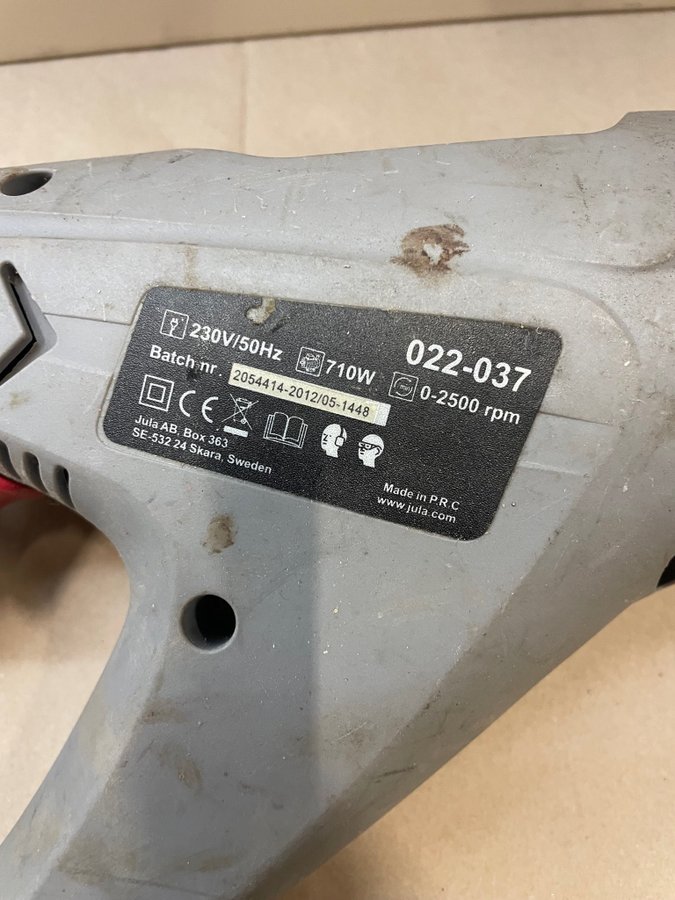 230V/50Hz 710W 022-037
Batch nr. 2054414-2012/05-1448 0-2500 rpm
CE
Jula AB, Box 363
SE-532 24 Skara, Sweden
Made in P.R.C
www.jula.com